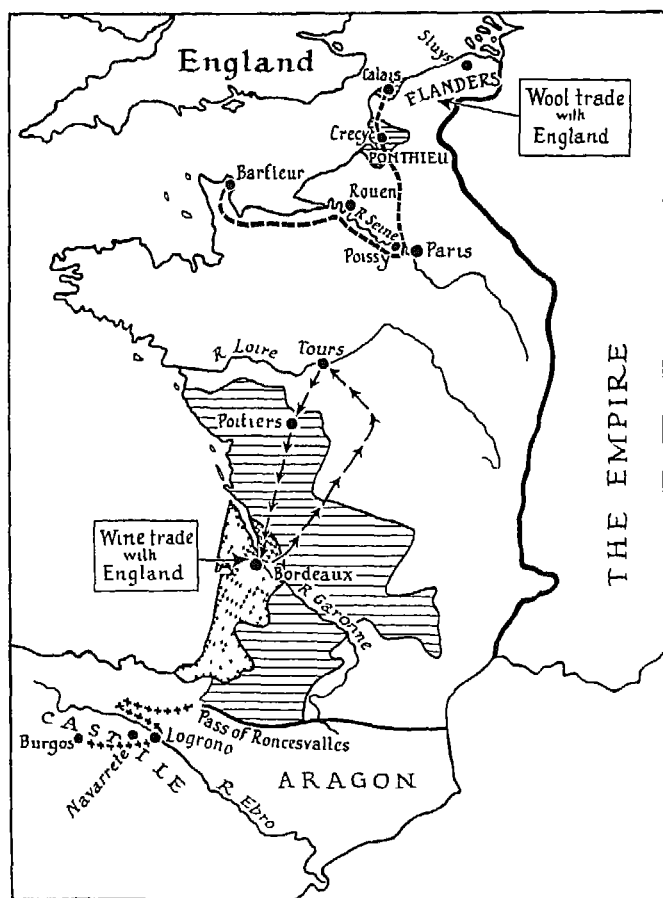 England
Sluys
Calais
FLANDERS
Wool trade
with
England
Crecy
PONTHIEU
Barfleur
Rouen
R Seine
Poissy
Paris
R Loire
Tours
Poitiers
THE EMPIRE
Wine trade
with
England
Bordeaux
R Garonne
Pass of Roncesvalles
CASTILE
Burgos
Logrono
Navarrete
R Ebro
ARAGON